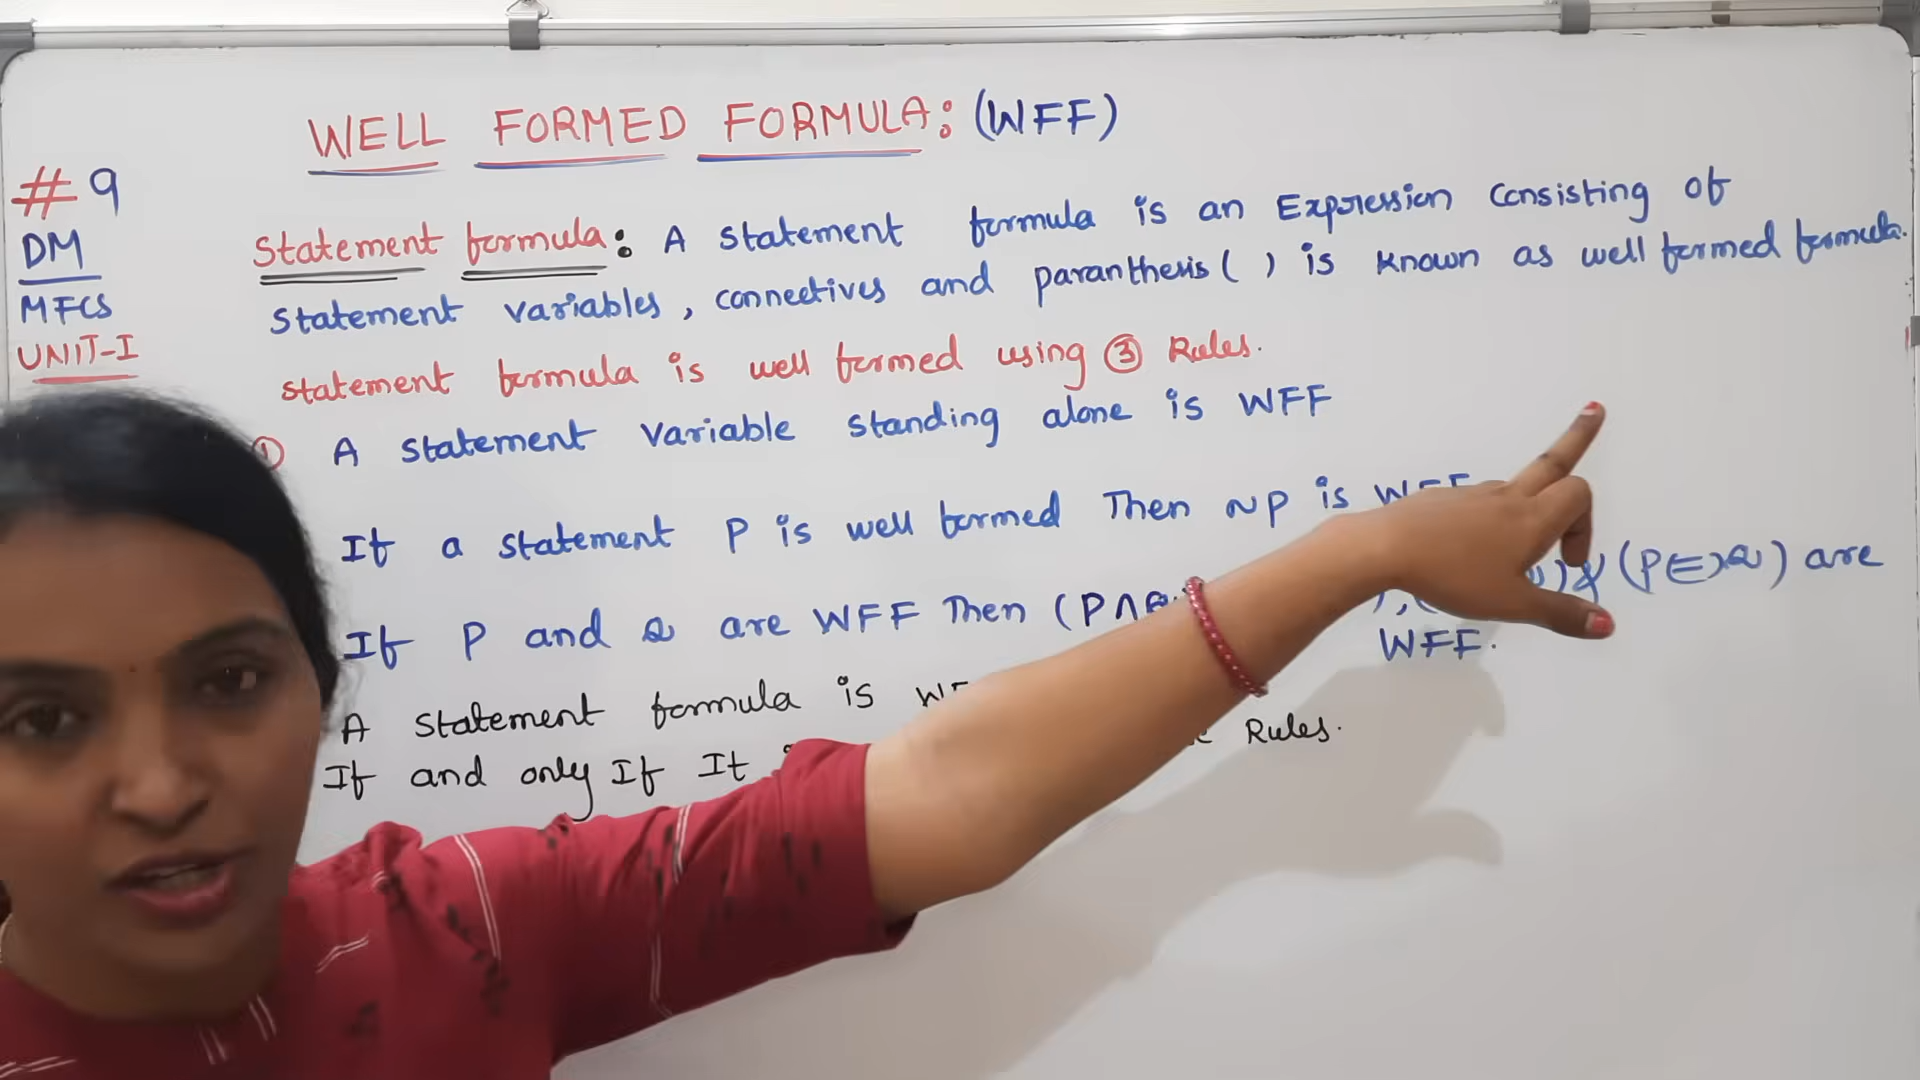 WELL FORMED FORMULA: (WFF)
# 9
DM
MFCS
UNIT-I
Statement formula: A statement formula is an Expression consisting of
statement variables, connectives and paranthesis ( ) is known as well formed formula.
statement formula is well formed using ③ Rules.
① A statement variable standing alone is WFF
If a statement P is well formed Then ~P is WFF
If P and Q are WFF Then (P∧ ), ( ) & (P⇔Q) are
WFF.
A statement formula is
If and only If It Rules.